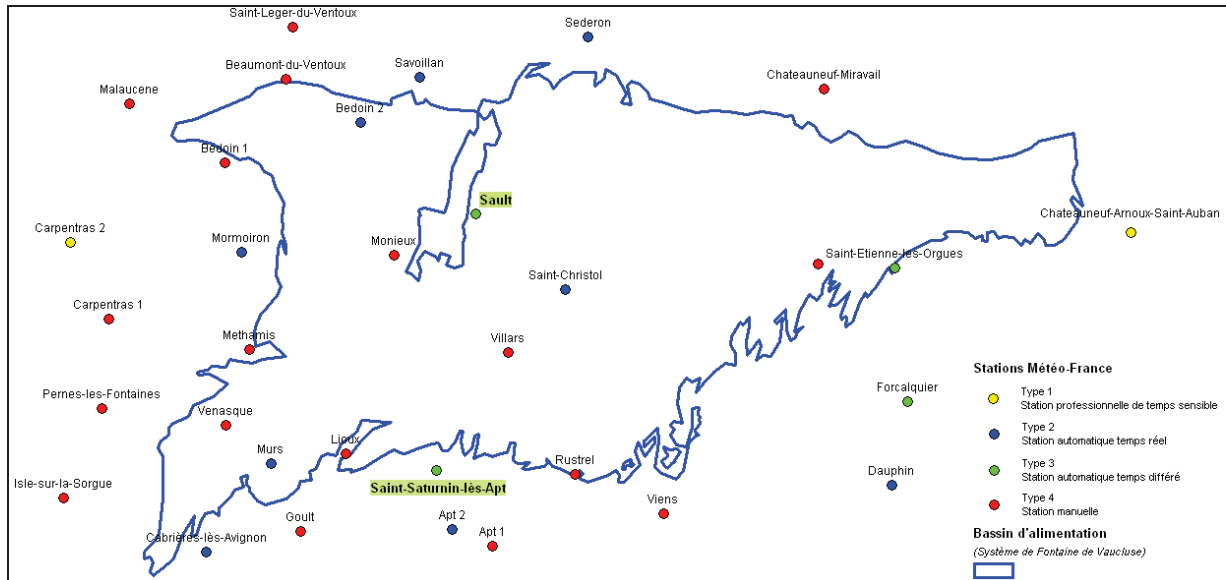 Saint-Leger-du-Ventoux
Sederon
Beaumont-du-Ventoux
Savoillan
Chateauneuf-Miravail
Malaucene
Bedoin 2
Bedoin 1
Sault
Chateauneuf-Arnoux-Saint-Auban
Carpentras 2
Mormoiron
Monieux
Saint-Etienne-les-Orgues
Saint-Christol
Carpentras 1
Methamis
Villars
Stations Météo-France
Type 1
Station professionnelle de temps sensible
Type 2
Station automatique temps réel
Type 3
Station automatique temps différé
Type 4
Station manuelle
Bassin d'alimentation
(Système de Fontaine de Vaucluse)
Pernes-les-Fontaines
Forcalquier
Venasque
Lioux
Murs
Rustrel
Dauphin
Isle-sur-la-Sorgue
Saint-Saturnin-lès-Apt
Viens
Goult
Apt 2
Apt 1
Cabrières-lès-Avignon